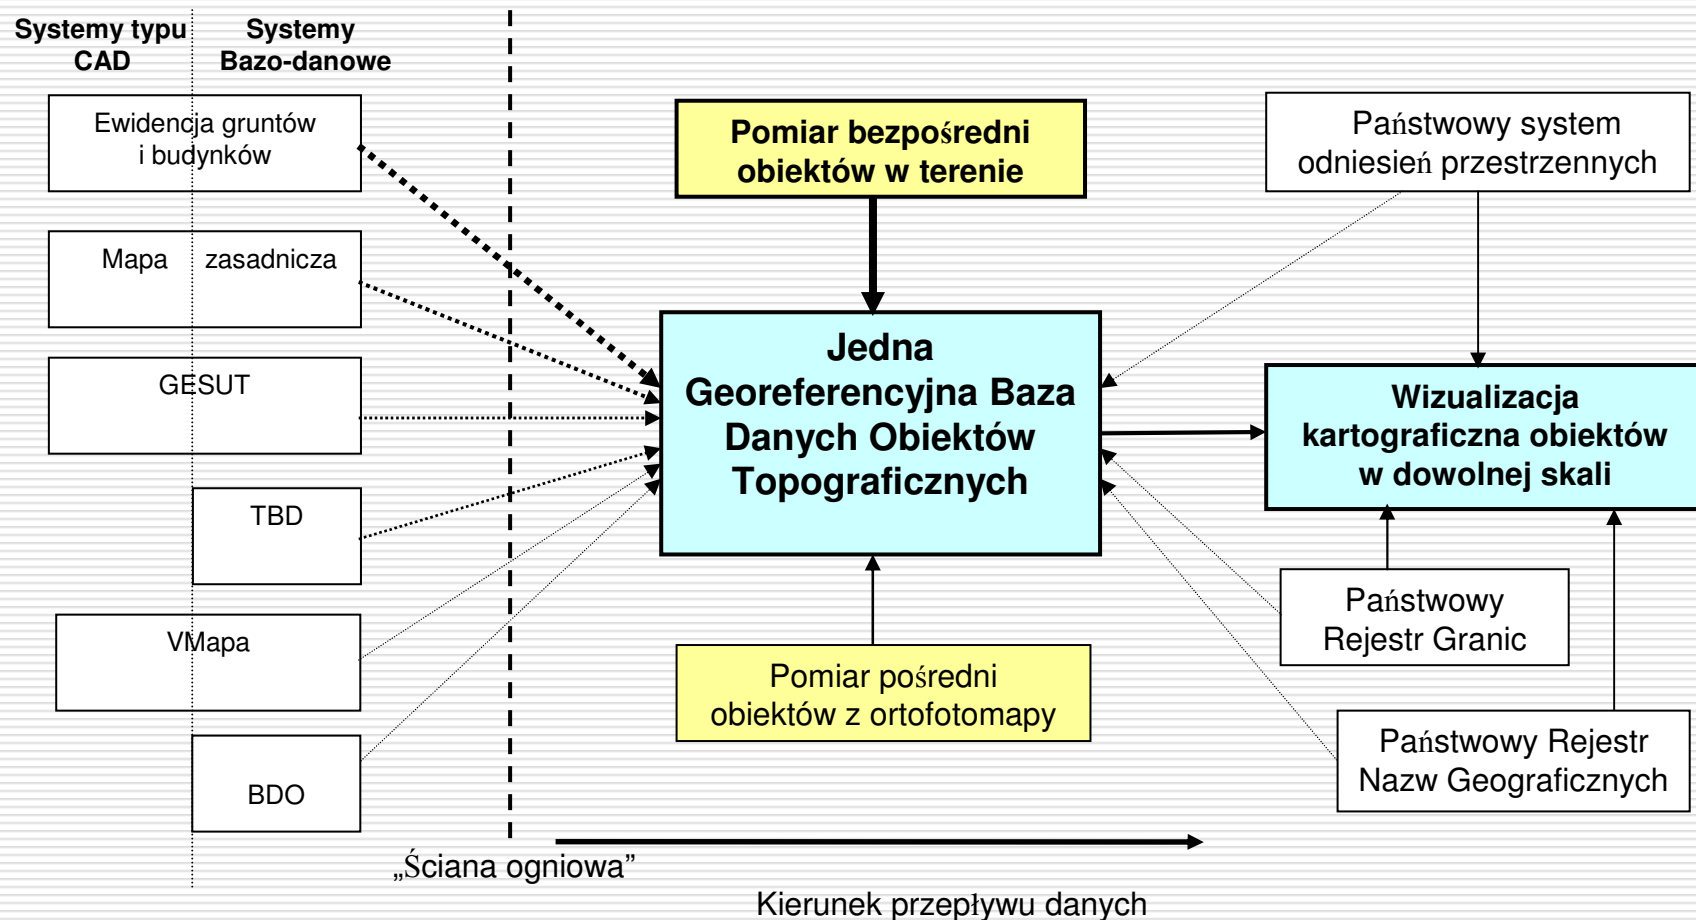 Systemy typu
CAD
Systemy
Bazo-danowe
Ewidencja gruntów
i budynków
Mapa zasadnicza
GESUT
TBD
VMapa
BDO
„Ściana ogniowa”
Pomiar bezpośredni
obiektów w terenie
Jedna
Georeferencyjna Baza
Danych Obiektów
Topograficznych
Pomiar pośredni
obiektów z ortofotomapy
Państwowy system
odniesień przestrzennych
Wizualizacja
kartograficzna obiektów
w dowolnej skali
Państwowy
Rejestr Granic
Państwowy Rejestr
Nazw Geograficznych
Kierunek przepływu danych